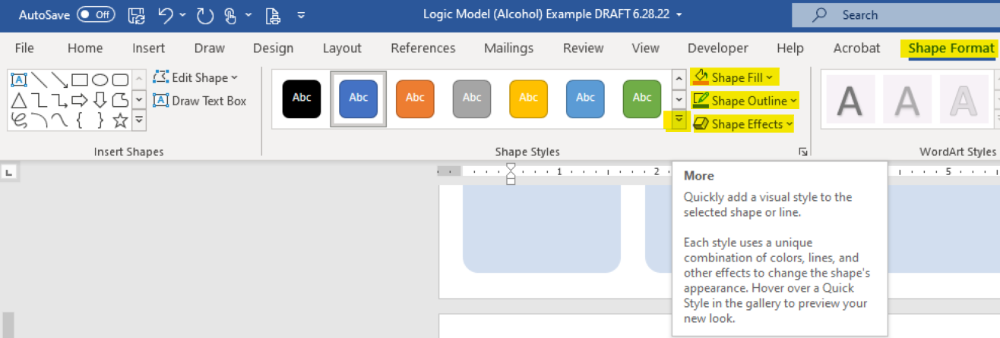 AutoSave Off Logic Model (Alcohol) Example DRAFT 6.28.22 Search
File Home Insert Draw Design Layout References Mailings Review View Developer Help Acrobat Shape Format
Edit Shape
Draw Text Box
Insert Shapes
Abc Abc Abc Abc Abc Abc Abc
Shape Fill
Shape Outline
Shape Effects
Shape Styles
A A A
WordArt Styles
1 2 5
More
Quickly add a visual style to the
selected shape or line.
Each style uses a unique
combination of colors, lines, and
other effects to change the shape's
appearance. Hover over a Quick
Style in the gallery to preview your
new look.